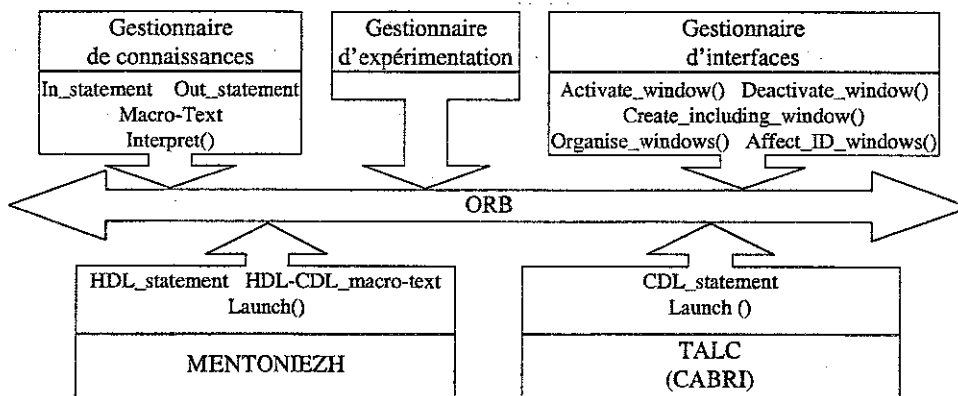 Gestionnaire
de connaissances
In_statement Out_statement
Macro-Text
Interpret()
Gestionnaire
d'expérimentation
Gestionnaire
d'interfaces
Activate_window() Deactivate_window()
Create_including_window()
Organise_windows() Affect_ID_windows()
ORB
HDL_statement HDL-CDL_macro-text
Launch()
MENTONIEZH
CDL_statement
Launch ()
TALC
(CABRI)